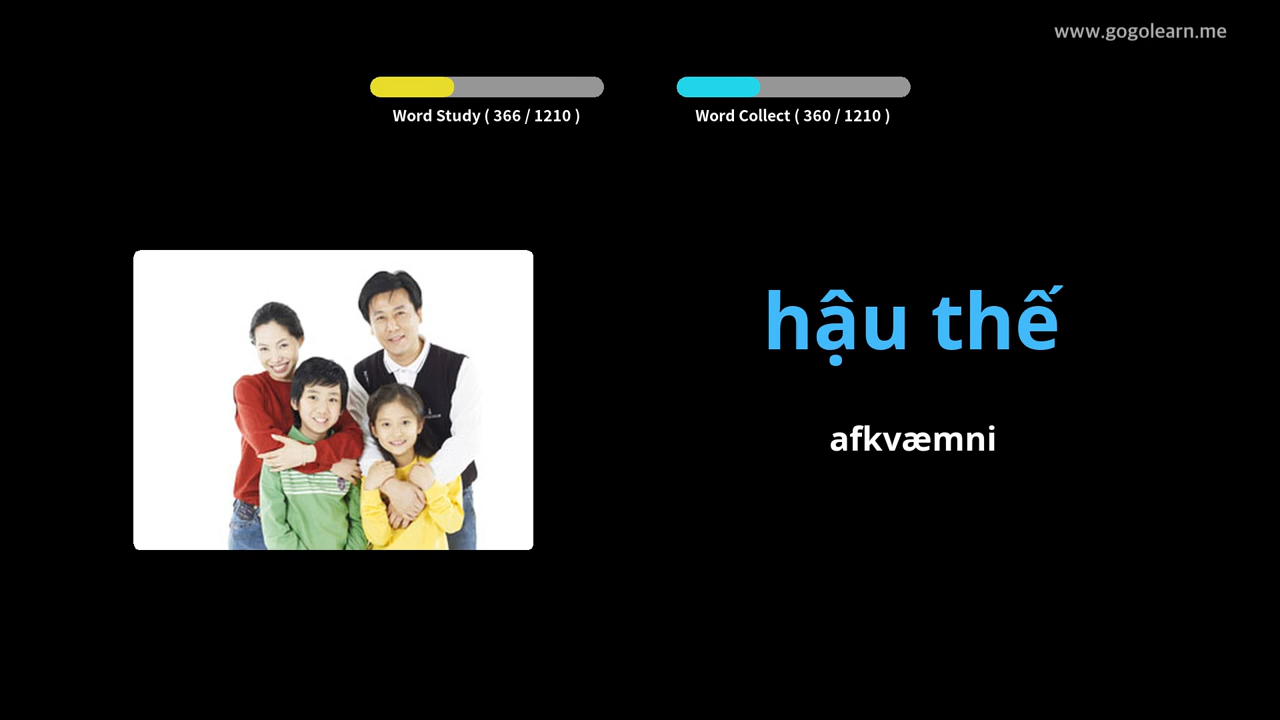 www.gogolearn.me
Word Study ( 366 / 1210 )
Word Collect ( 360 / 1210 )
hậu thế
afkvæmni